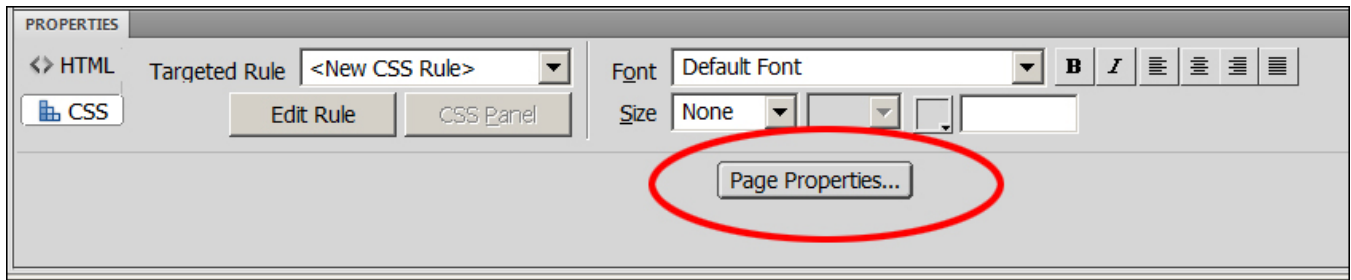 PROPERTIES
<> HTML Targeted Rule <New CSS Rule> Font Default Font B I
CSS Edit Rule CSS Panel Size None
Page Properties...